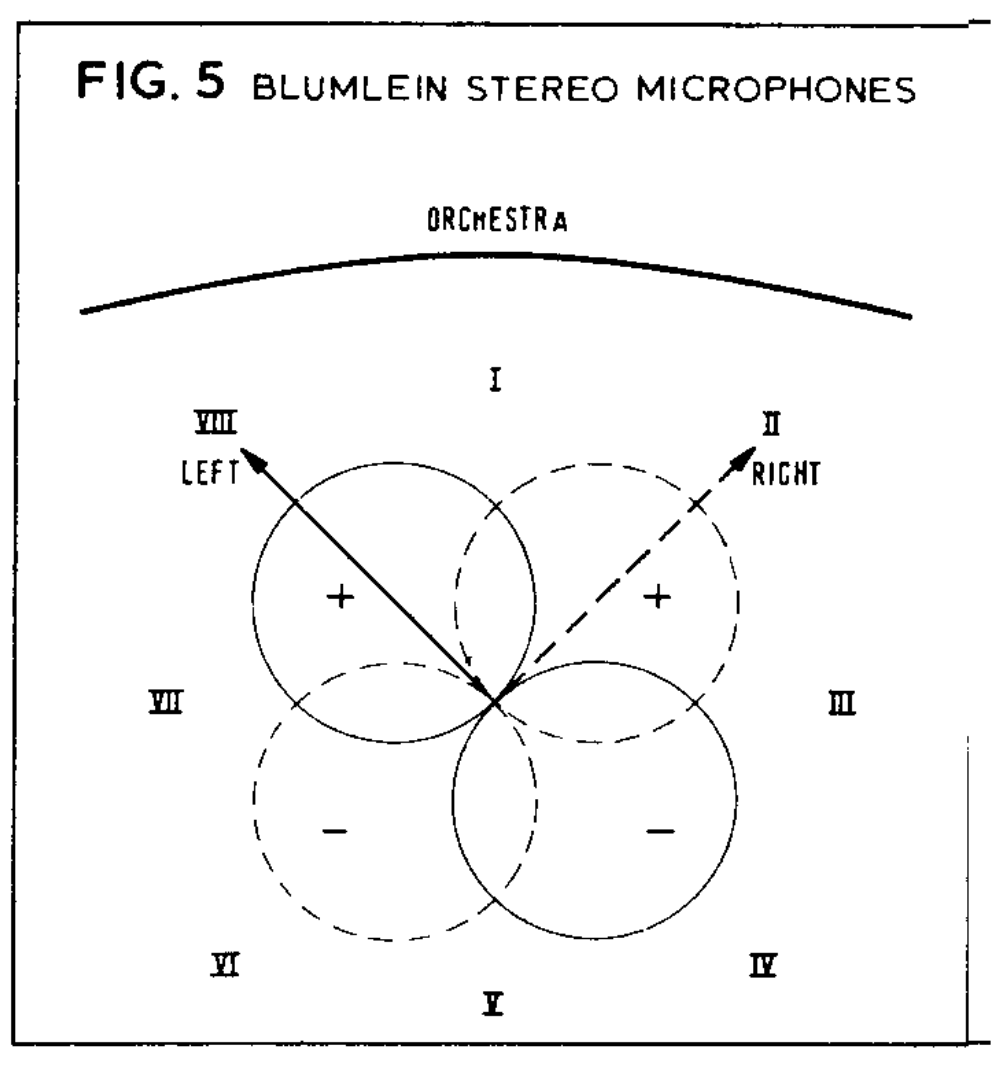 FIG. 5 BLUMLEIN STEREO MICROPHONES
ORCHESTRA
I
VIII
II
LEFT
RIGHT
+
+
VII
III
−
−
VI
IV
V